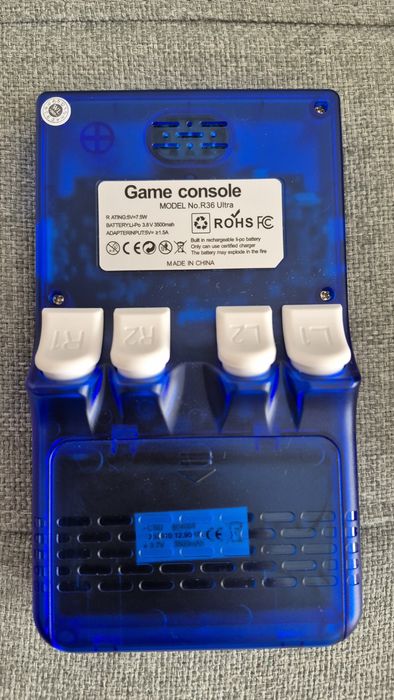 Game console
MODEL No.R36 Ultra
R ATING:5V=7.5W
BATTERY:Li-Po 3.8V 3500mah
ADAPTERINPUT:5V= ≥1.5A
ROHS FC
Built in rechargeable li-po battery
Only can use certified charger
The battery may explode in the fire
CE
MADE IN CHINA
R1 R2 L2 L1
3500mAh